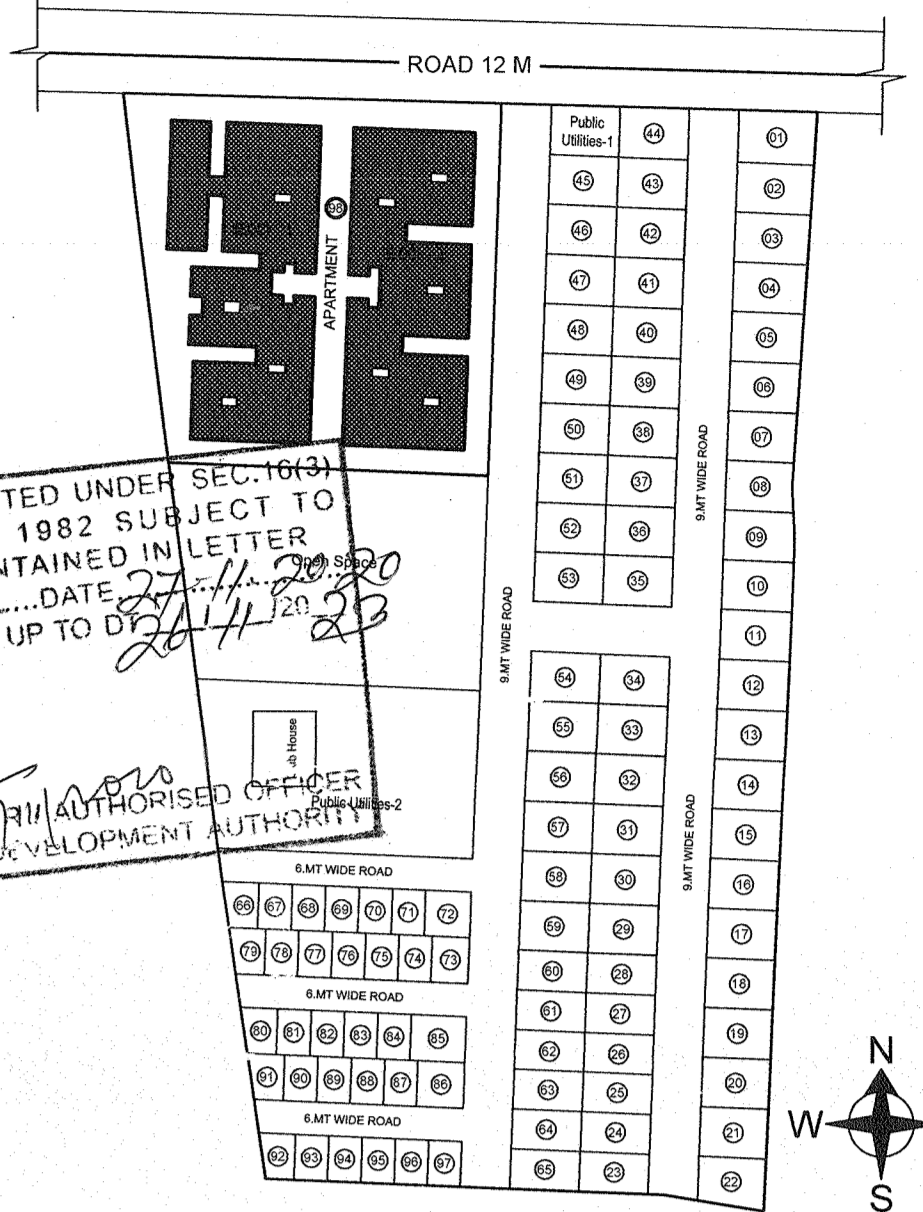 ROAD 12 M
Public
Utilities-1
44
01
45
43
02
46
42
03
47
41
04
48
40
05
49
39
06
50
38
07
51
37
08
52
36
09
53
35
10
11
98
APARTMENT
9.MT WIDE ROAD
9.MT WIDE ROAD
TED UNDER SEC.16(3)
1982 SUBJECT TO
NTAINED IN LETTER
Open Space
....DATE 27-11-2020
UP TO DT 26/11/2023
54
34
12
55
33
13
56
32
14
57
31
15
58
30
16
59
29
17
60
28
18
61
27
19
62
26
20
63
25
64
24
21
65
23
22
9.MT WIDE ROAD
ub House
Public Utilities-2
AUTHORISED OFFICER
DEVELOPMENT AUTHORITY
6.MT WIDE ROAD
66 67 68 69 70 71 72
79 78 77 76 75 74 73
6.MT WIDE ROAD
80 81 82 83 84 85
91 90 89 88 87 86
6.MT WIDE ROAD
92 93 94 95 96 97
N
W
S